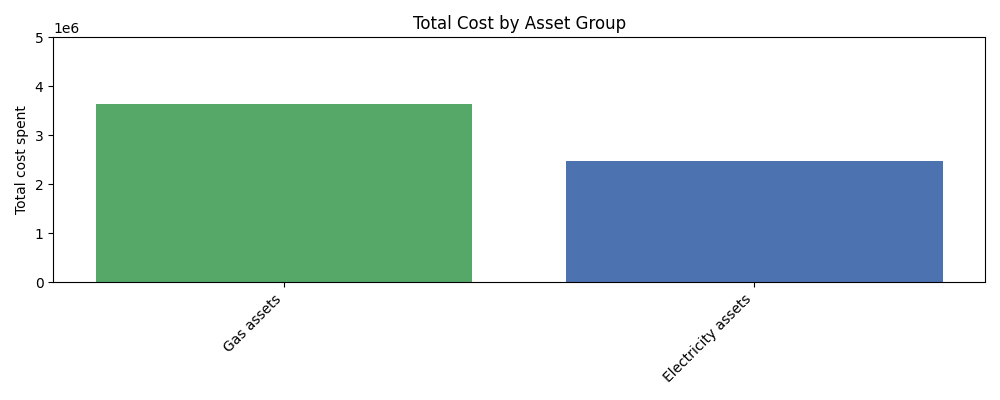 Total Cost by Asset Group
1e6
5
4
3
2
1
0
Total cost spent
Gas assets
Electricity assets